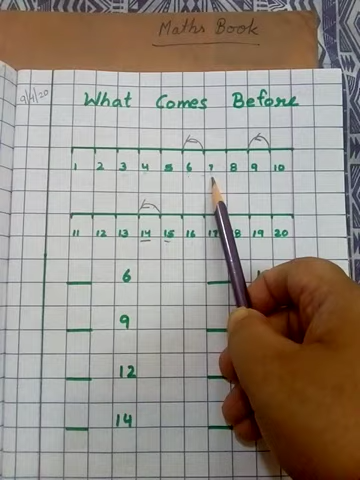 Maths Book
9/4/20
What Comes Before
1 2 3 4 5 6 7 8 9 10
11 12 13 14 15 16 17 18 19 20
6
9
12
14